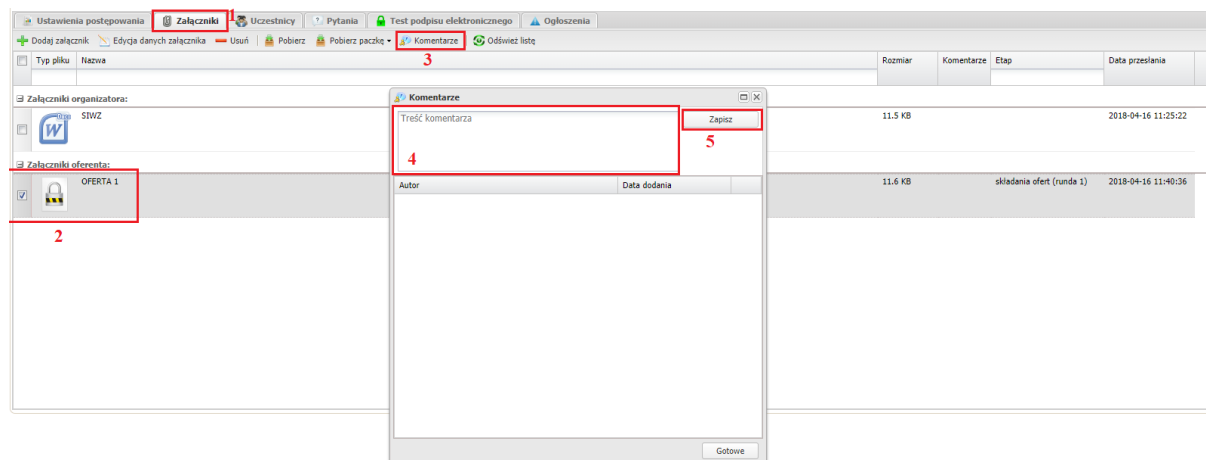 Ustawienia postępowania Załączniki 1 Uczestnicy Pytania Test podpisu elektronicznego Ogłoszenia
Dodaj załącznik Edycja danych załącznika Usuń Pobierz Pobierz paczkę Komentarze Odśwież listę
Typ pliku Nazwa 3 Rozmiar Komentarze Etap Data przesłania
Załączniki organizatora:
Komentarze
SIWZ 11.5 KB 2018-04-16 11:25:22
Treść komentarza Zapisz
5
4
Załączniki oferenta:
OFERTA 1 11.6 KB składania ofert (runda 1) 2018-04-16 11:40:36
Autor Data dodania
2
Gotowe